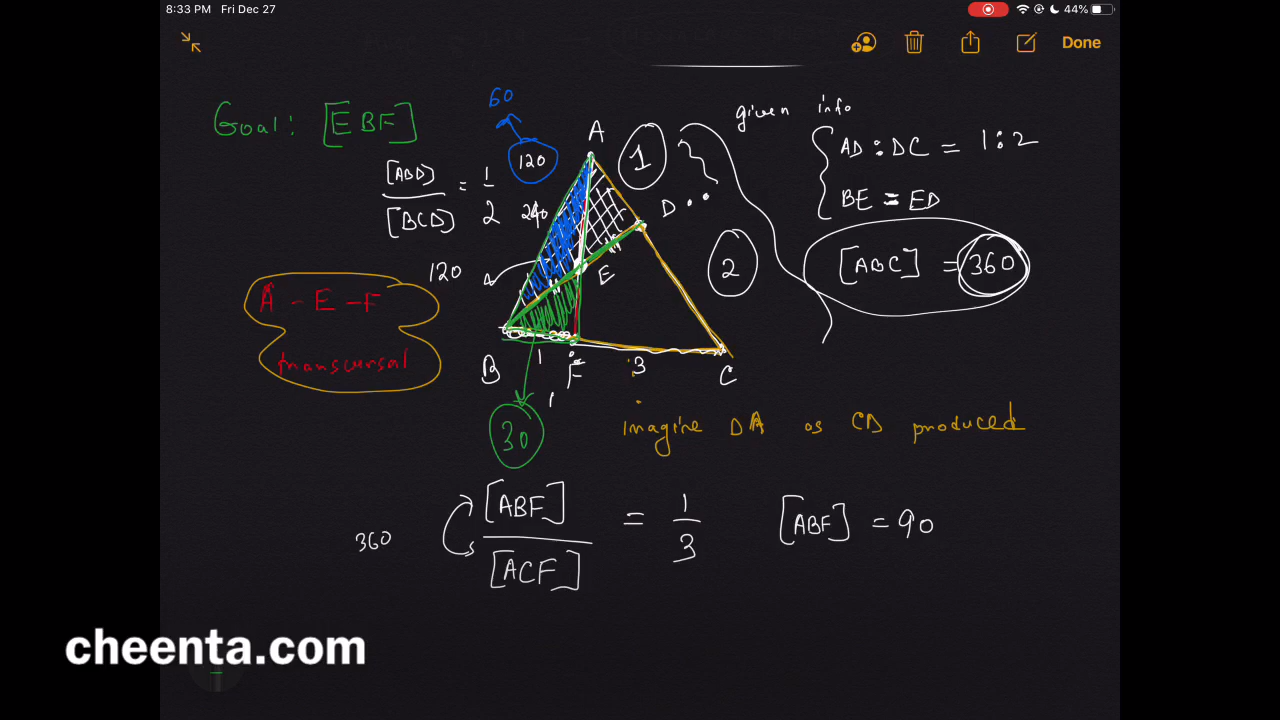 8:33 PM Fri Dec 27
44%
Done
Goal: [EBF]
60
120
A
1
given info
AD : DC = 1:2
BE = ED
[ABC] = 360
[ABD]
[BCD]
= 1
2
240
D
2
120
E
A - E - F
transversal
B
1
F
3
C
1
30
imagine DA as CD produced
360
[ABF]
[ACF]
= 1
3
[ABF] = 90
cheenta.com